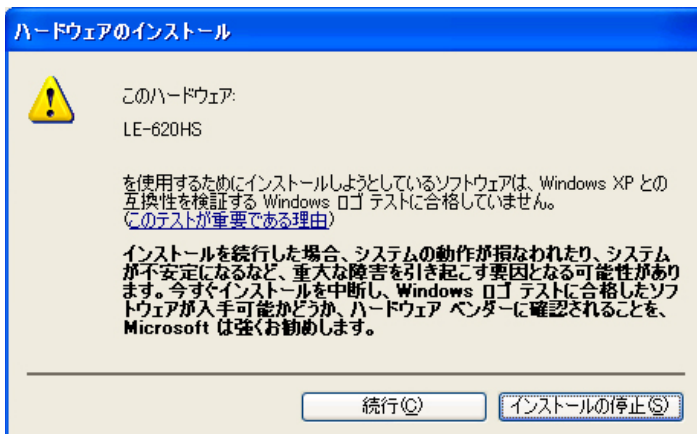 ハードウェアのインストール
このハードウェア:
LE-620HS
を使用するためにインストールしようとしているソフトウェアは、Windows XP との
互換性を検証する Windows ロゴ テストに合格していません。
(このテストが重要である理由)
インストールを続行した場合、システムの動作が損なわれたり、システム
が不安定になるなど、重大な障害を引き起こす要因となる可能性があり
ます。今すぐインストールを中断し、Windows ロゴ テストに合格したソフ
トウェアが入手可能かどうか、ハードウェア ベンダーに確認されることを、
Microsoft は強くお勧めします。
続行(C) インストールの停止(S)